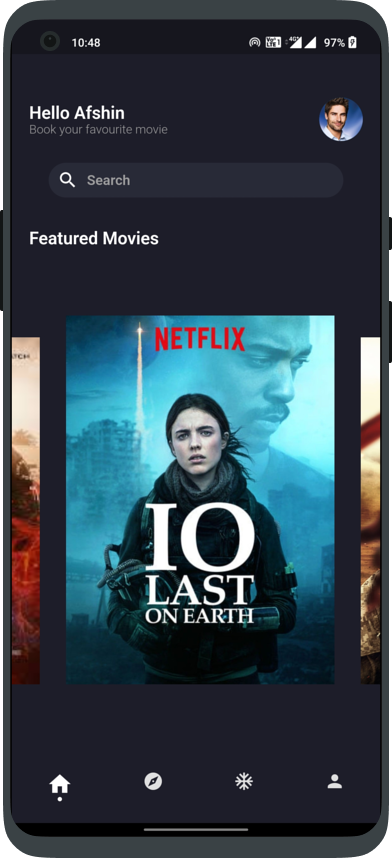 10:48
97%
Hello Afshin
Book your favourite movie
Search
Featured Movies
NETFLIX
IO
LAST
ON EARTH